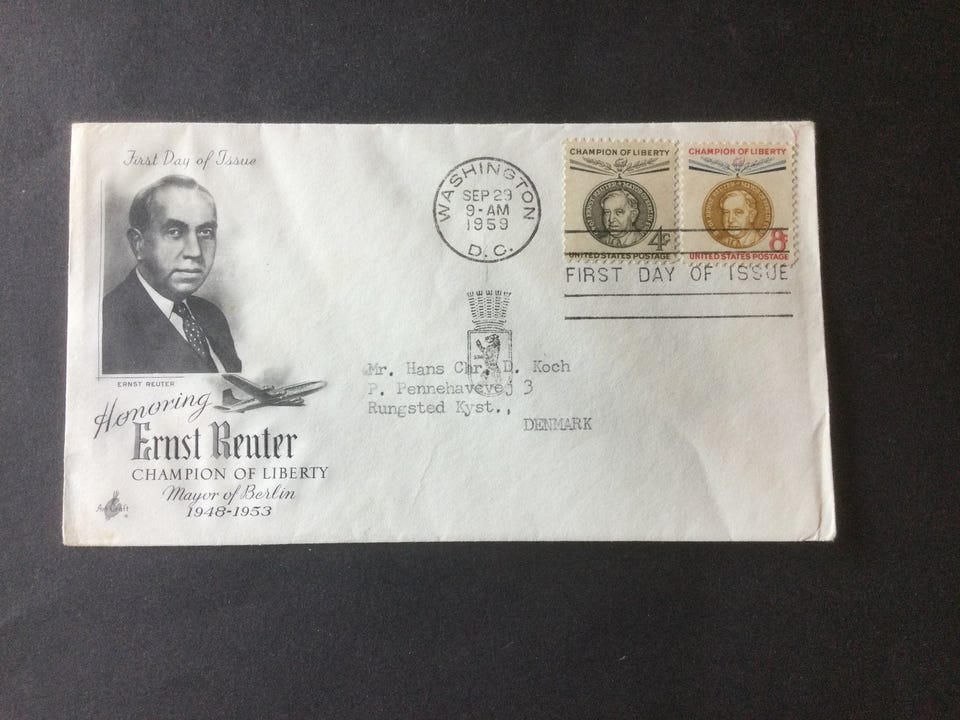 First Day of Issue
ERNST REUTER
Honoring
Ernst Reuter
CHAMPION OF LIBERTY
Mayor of Berlin
1948-1953
Art Craft
WASHINGTON
SEP 29
9-AM
1959
D.C.
CHAMPION OF LIBERTY
4¢
UNITED STATES POSTAGE
CHAMPION OF LIBERTY
8¢
UNITED STATES POSTAGE
FIRST DAY OF ISSUE
Mr. Hans Chr. D. Koch
P. Pennehavevej 3
Rungsted Kyst.,
DENMARK